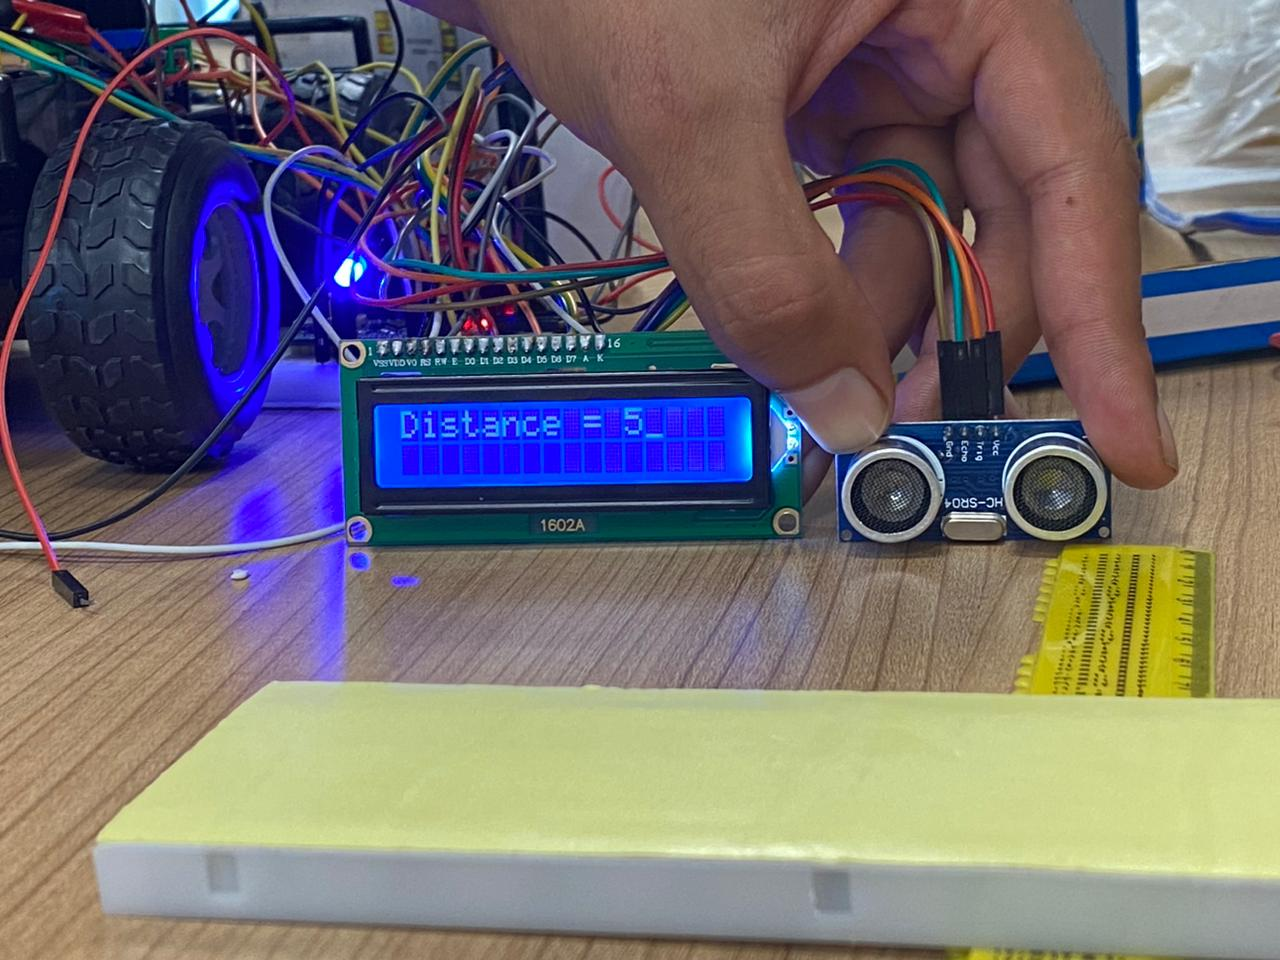 1 16
VSS VDD V0 RS RW E D0 D1 D2 D3 D4 D5 D6 D7 A K
Distance = 5_
1602A
Gnd
Echo
Trig
Vcc
HC-SR04